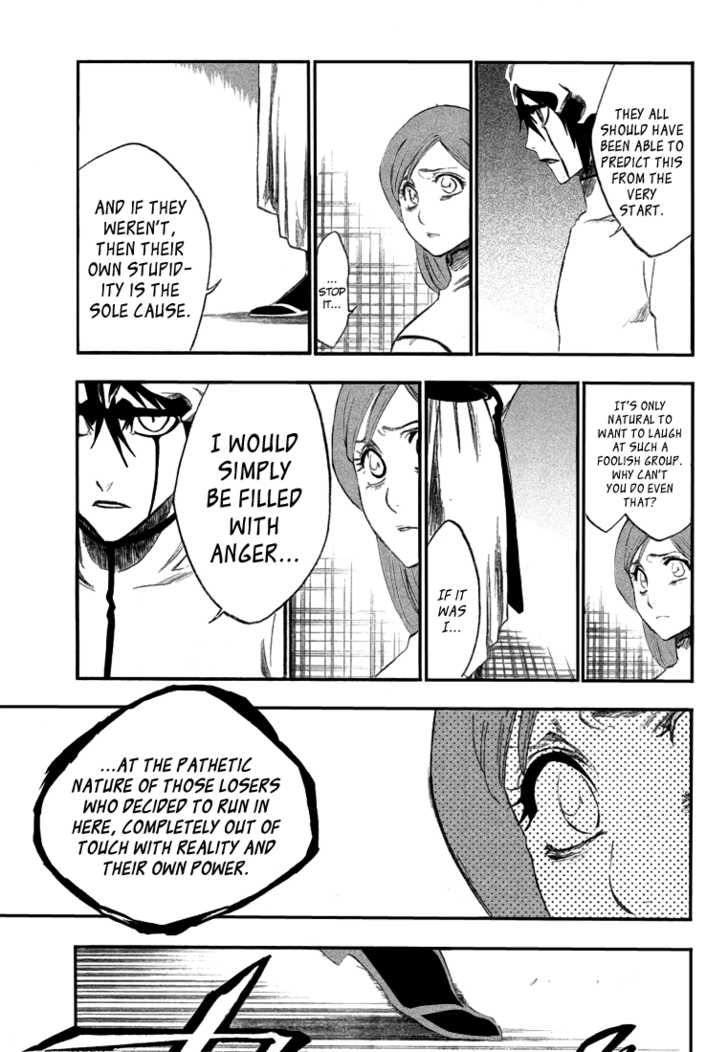 THEY ALL
SHOULD HAVE
BEEN ABLE TO
PREDICT THIS
FROM THE
VERY
START.
...
STOP
IT...
AND IF THEY
WEREN'T,
THEN THEIR
OWN STUPID-
ITY IS THE
SOLE CAUSE.
IT'S ONLY
NATURAL TO
WANT TO LAUGH
AT SUCH A
FOOLISH GROUP.
WHY CAN'T
YOU DO EVEN
THAT?
IF IT
WAS
I...
I WOULD
SIMPLY
BE FILLED
WITH
ANGER...
...AT THE PATHETIC
NATURE OF THOSE LOSERS
WHO DECIDED TO RUN IN
HERE, COMPLETELY OUT OF
TOUCH WITH REALITY AND
THEIR OWN POWER.